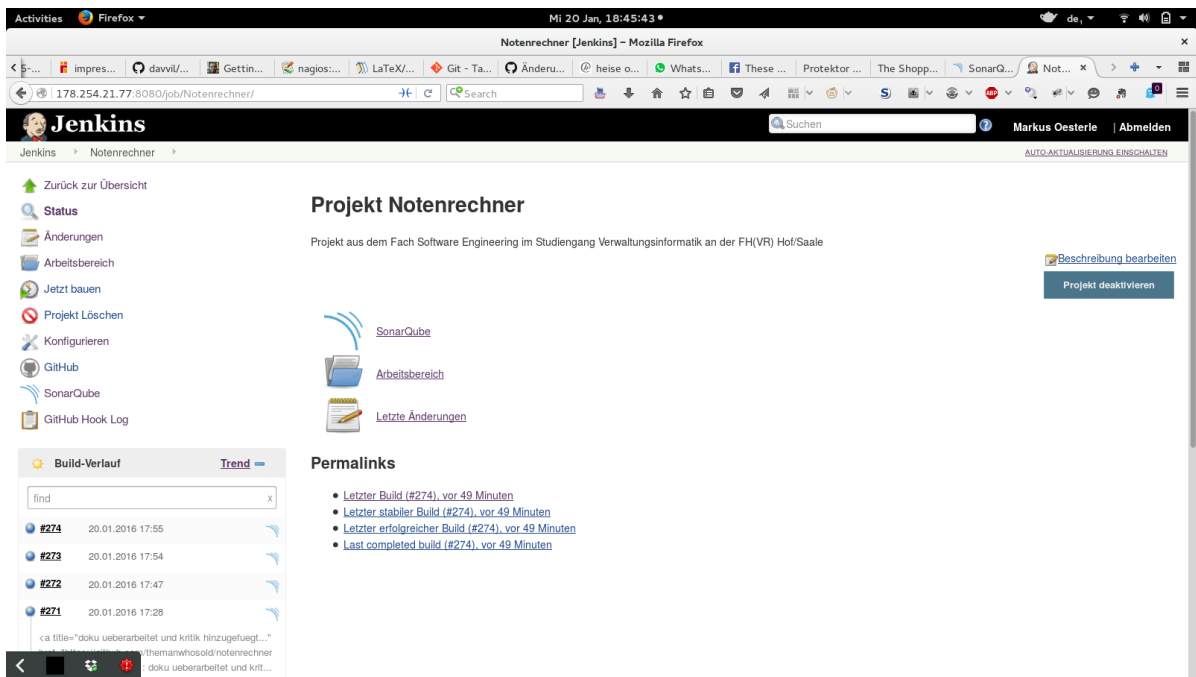 Activities Firefox Mi 20 Jan, 18:45:43 de,
Notenrechner [Jenkins] – Mozilla Firefox ×
impres... davvil/... Gettin... nagios:... LaTeX/... Git - Ta... Änderu... heise o... Whats... These ... Protektor ... The Shopp... SonarQ... Not... ×
178.254.21.77:8080/job/Notenrechner/ Search ABP 0
Jenkins Suchen Markus Oesterle | Abmelden
Jenkins Notenrechner AUTO-AKTUALISIERUNG EINSCHALTEN
Zurück zur Übersicht
Status
Änderungen
Arbeitsbereich
Jetzt bauen
Projekt Löschen
Konfigurieren
GitHub
SonarQube
GitHub Hook Log
Projekt Notenrechner
Projekt aus dem Fach Software Engineering im Studiengang Verwaltungsinformatik an der FH(VR) Hof/Saale
Beschreibung bearbeiten
Projekt deaktivieren
SonarQube
Arbeitsbereich
Letzte Änderungen
Permalinks
Letzter Build (#274), vor 49 Minuten
Letzter stabiler Build (#274), vor 49 Minuten
Letzter erfolgreicher Build (#274), vor 49 Minuten
Last completed build (#274), vor 49 Minuten
Build-Verlauf Trend
find x
#274 20.01.2016 17:55
#273 20.01.2016 17:54
#272 20.01.2016 17:47
#271 20.01.2016 17:28
<a title="doku ueberarbeitet und kritik hinzugefuegt..."
/themanwhosold/notenrechner
: doku ueberarbeitet und krit...